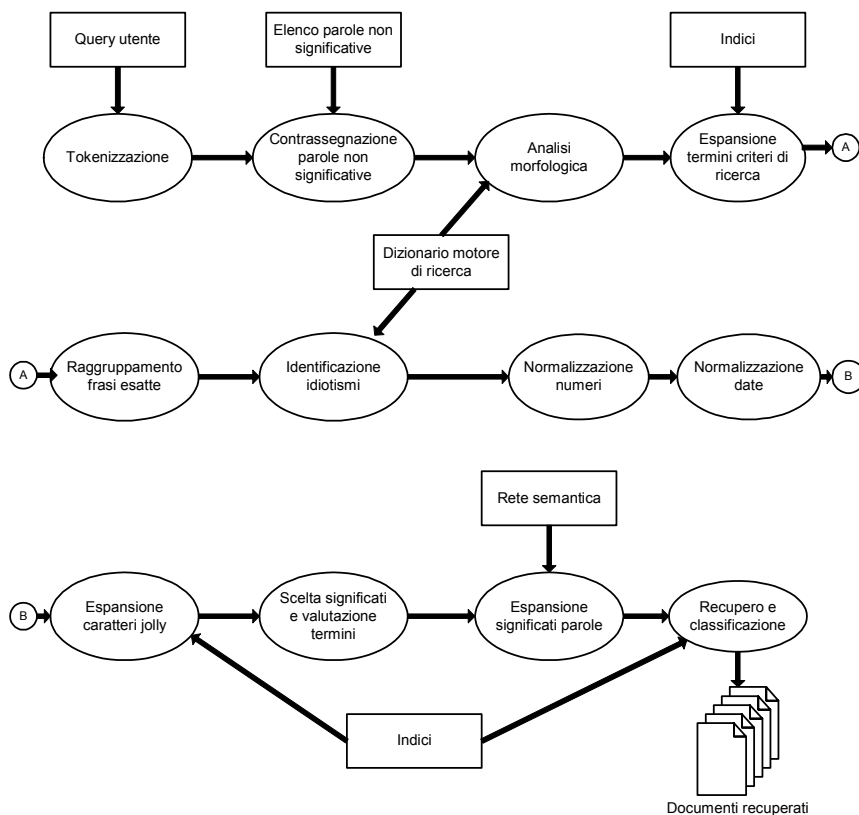 Query utente
Elenco parole non
significative
Indici
Tokenizzazione
Contrassegnazione
parole non
significative
Analisi
morfologica
Espansione
termini criteri di
ricerca
A
Dizionario motore
di ricerca
A
Raggruppamento
frasi esatte
Identificazione
idiotismi
Normalizzazione
numeri
Normalizzazione
date
B
Rete semantica
B
Espansione
caratteri jolly
Scelta significati
e valutazione
termini
Espansione
significati parole
Recupero e
classificazione
Indici
Documenti recuperati